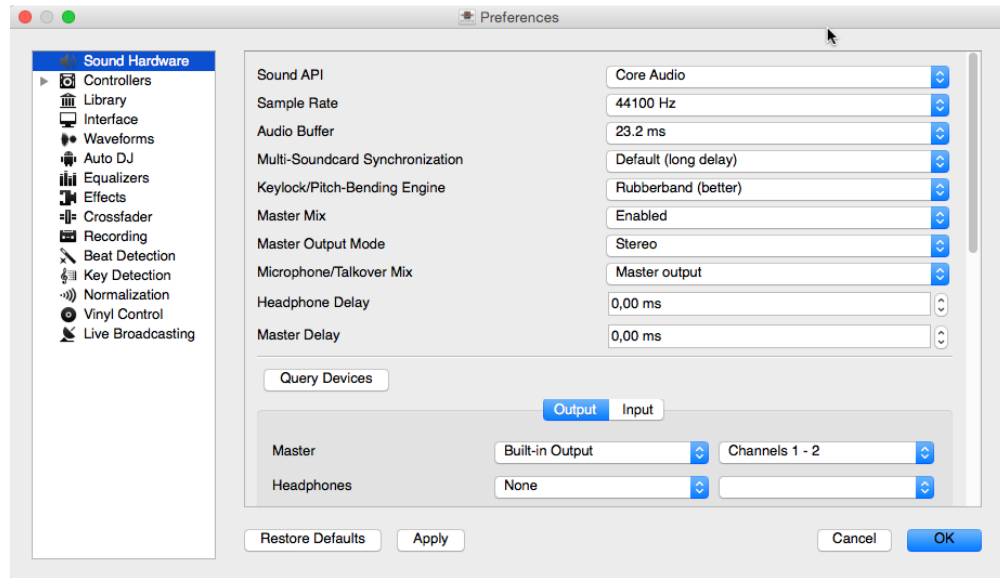 Preferences
Sound Hardware
Controllers
Library
Interface
Waveforms
Auto DJ
Equalizers
Effects
Crossfader
Recording
Beat Detection
Key Detection
Normalization
Vinyl Control
Live Broadcasting
Sound API Core Audio
Sample Rate 44100 Hz
Audio Buffer 23.2 ms
Multi-Soundcard Synchronization Default (long delay)
Keylock/Pitch-Bending Engine Rubberband (better)
Master Mix Enabled
Master Output Mode Stereo
Microphone/Talkover Mix Master output
Headphone Delay 0,00 ms
Master Delay 0,00 ms
Query Devices
Output Input
Master Built-in Output Channels 1 - 2
Headphones None
Restore Defaults Apply Cancel OK